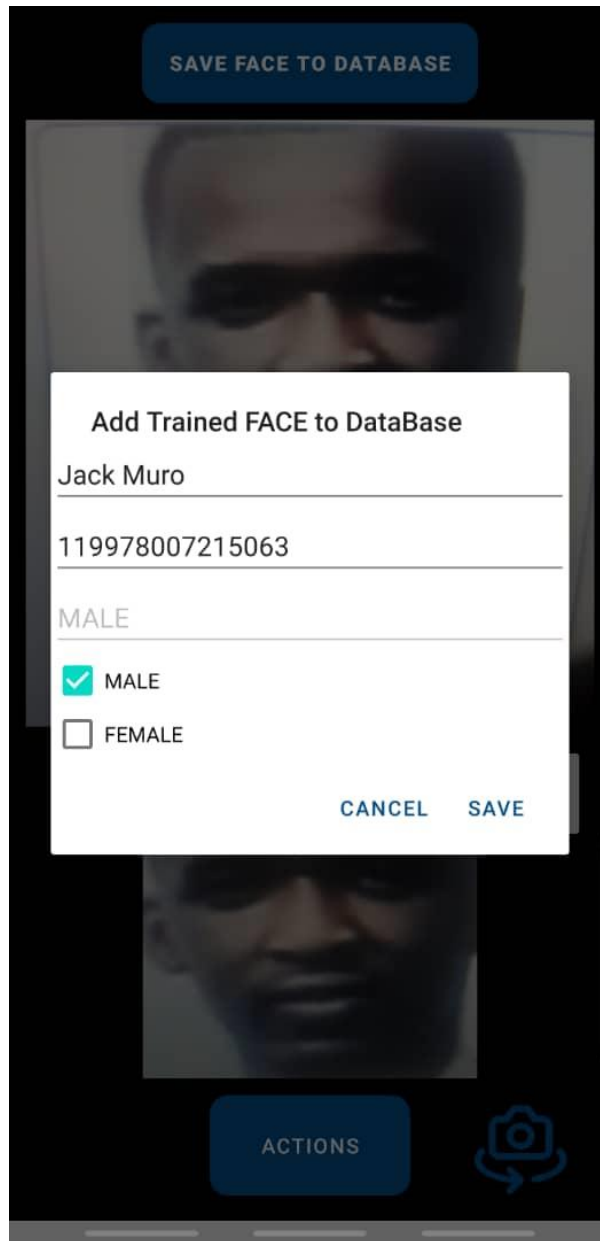 SAVE FACE TO DATABASE
Add Trained FACE to DataBase
Jack Muro
119978007215063
MALE
MALE
FEMALE
CANCEL SAVE
ACTIONS